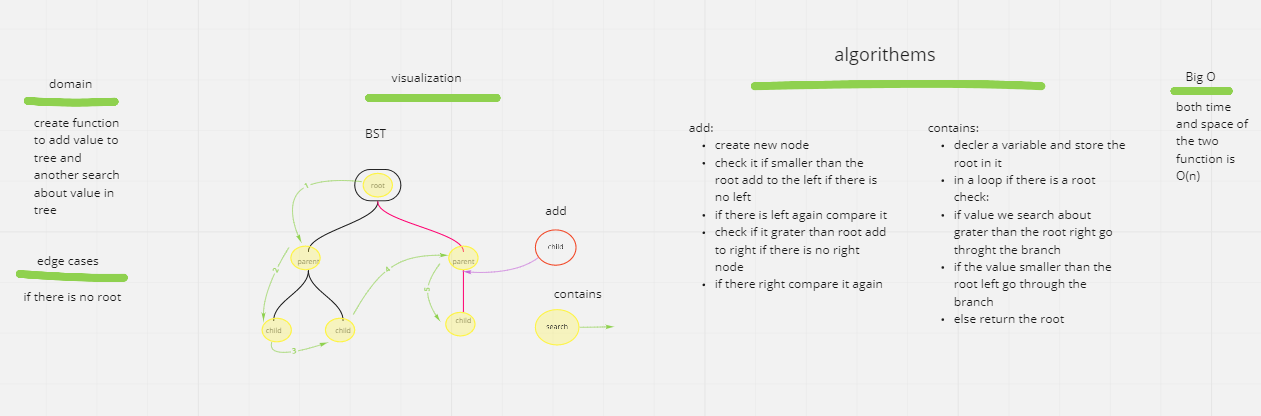 domain
create function
to add value to
tree and
another search
about value in
tree
edge cases
if there is no root
visualization
BST
root
1
parent
parent
2
4
5
child
child
child
3
add
child
contains
search
algorithems
add:
• create new node
• check it if smaller than the
root add to the left if there is
no left
• if there is left again compare it
• check if it grater than root add
to right if there is no right
node
• if there right compare it again
contains:
• decler a variable and store the
root in it
• in a loop if there is a root
check:
• if value we search about
grater than the root right go
throght the branch
• if the value smaller than the
root left go through the
branch
• else return the root
Big O
both time
and space of
the two
function is
O(n)